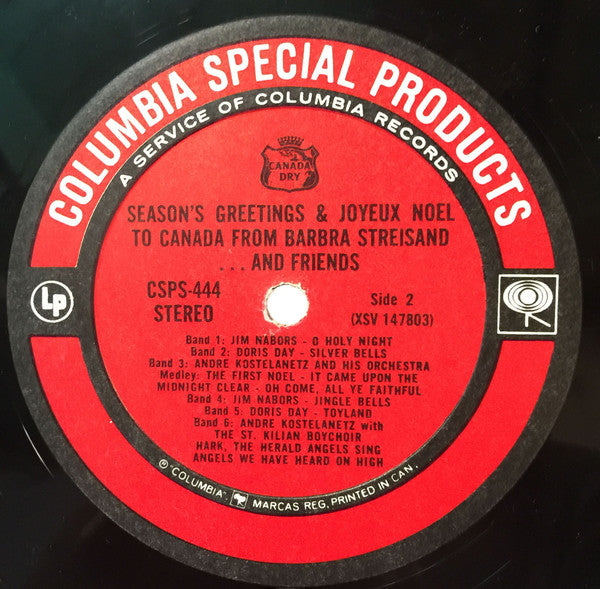 COLUMBIA SPECIAL PRODUCTS
A SERVICE OF COLUMBIA RECORDS
CANADA
DRY
SEASON'S GREETINGS & JOYEUX NOEL
TO CANADA FROM BARBRA STREISAND
...AND FRIENDS
CSPS-444
STEREO
Side 2
(XSV 147803)
Lp
Band 1: JIM NABORS - O HOLY NIGHT
Band 2: DORIS DAY - SILVER BELLS
Band 3: ANDRE KOSTELANETZ AND HIS ORCHESTRA
Medley: THE FIRST NOEL - IT CAME UPON THE
MIDNIGHT CLEAR - OH COME, ALL YE FAITHFUL
Band 4: JIM NABORS - JINGLE BELLS
Band 5: DORIS DAY - TOYLAND
Band 6: ANDRE KOSTELANETZ with
THE ST. KILIAN BOYCHOIR
HARK, THE HERALD ANGELS SING
ANGELS WE HAVE HEARD ON HIGH
℗ "COLUMBIA", MARCAS REG. PRINTED IN CAN.